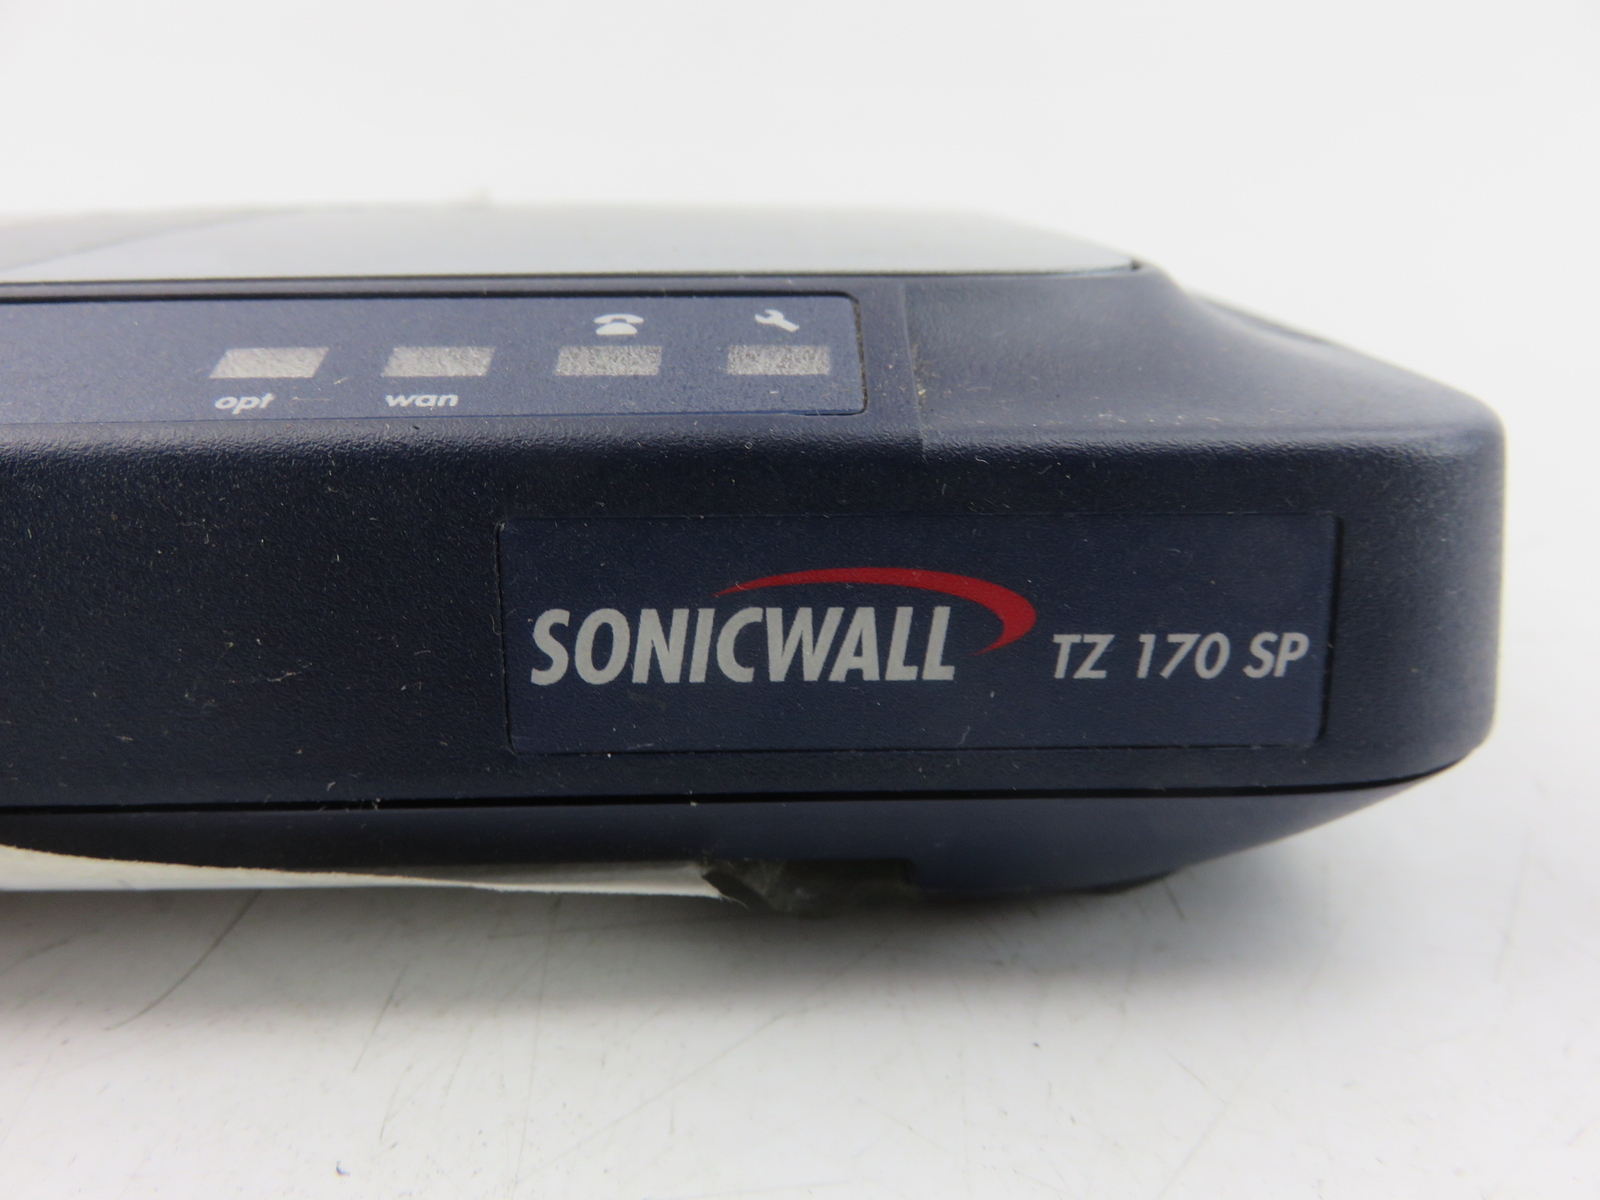 opt wan
SONICWALL TZ 170 SP